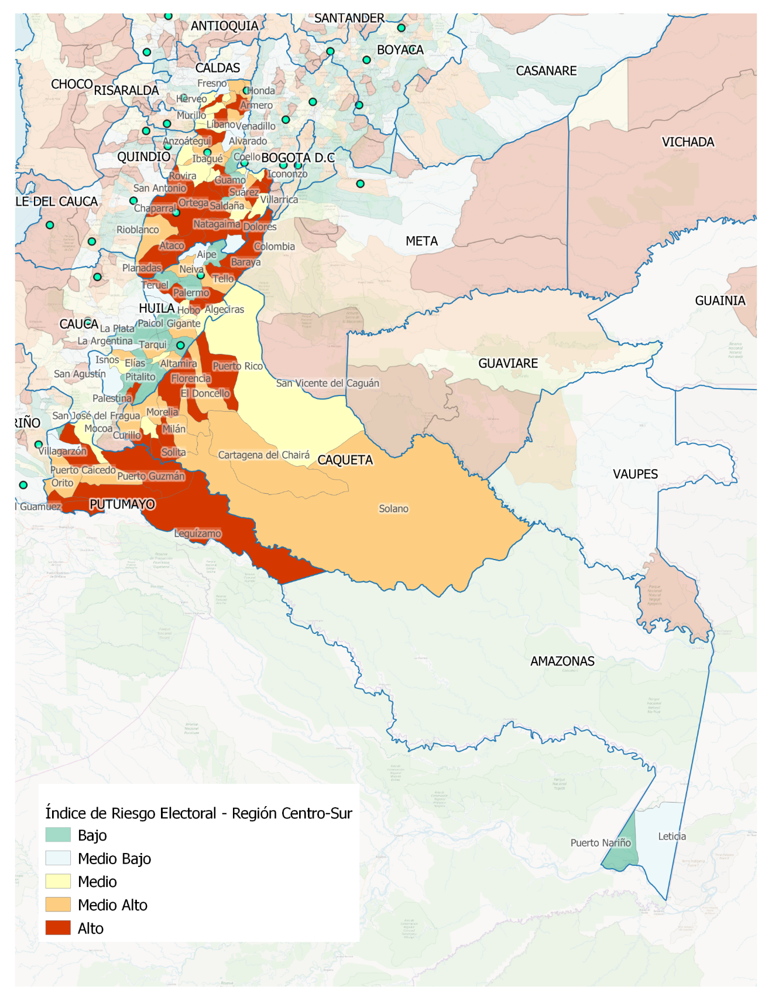 SANTANDER
ANTIOQUIA
BOYACA
CALDAS
CASANARE
CHOCO
RISARALDA
Fresno
Honda
Herveo
Armero
Murillo
Líbano
Venadillo
VICHADA
Anzoátegui
Alvarado
QUINDIO
Ibagué
Coello
BOGOTA D.C
Rovira
Guamo
Icononzo
San Antonio
Suárez
LE DEL CAUCA
Chaparral
Ortega
Saldaña
Villarrica
Rioblanco
Natagaima
Dolores
META
Ataco
Colombia
Aipe
Baraya
Planadas
Neiva
Tello
Teruel
Palermo
GUAINIA
HUILA
Hobo
Algeciras
CAUCA
La Plata
Paicol
Gigante
La Argentina
Tarqui
Isnos
Elías
Altamira
Puerto Rico
GUAVIARE
San Agustín
Pitalito
Florencia
San Vicente del Caguán
Palestina
El Doncello
San José del Fragua
Morelia
RIÑO
Mocoa
Curillo
Milán
Villagarzón
Solita
Cartagena del Chairá
CAQUETA
Puerto Caicedo
Puerto Guzmán
VAUPES
Orito
l Guamuez
PUTUMAYO
Solano
Leguízamo
AMAZONAS
Puerto Nariño
Leticia
Índice de Riesgo Electoral - Región Centro-Sur
Bajo
Medio Bajo
Medio
Medio Alto
Alto